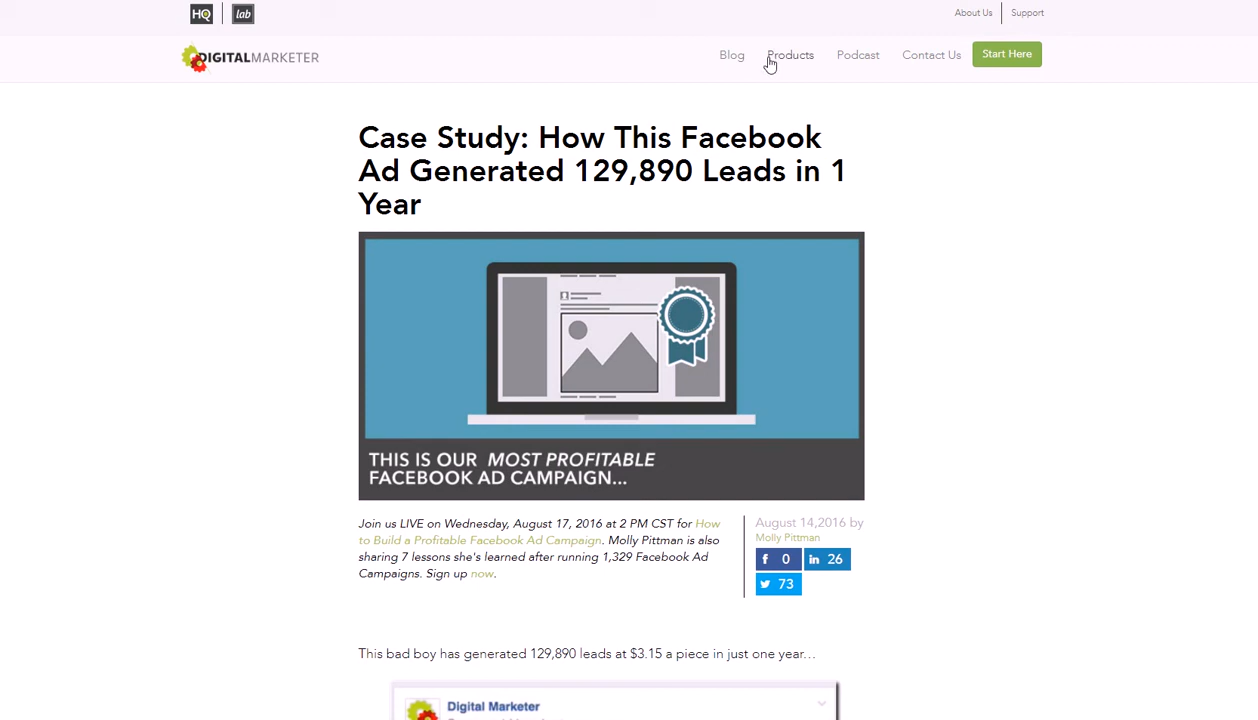 HQ lab About Us Support
DIGITALMARKETER Blog Products Podcast Contact Us Start Here
Case Study: How This Facebook
Ad Generated 129,890 Leads in 1
Year
THIS IS OUR MOST PROFITABLE
FACEBOOK AD CAMPAIGN...
Join us LIVE on Wednesday, August 17, 2016 at 2 PM CST for How
to Build a Profitable Facebook Ad Campaign. Molly Pittman is also
sharing 7 lessons she's learned after running 1,329 Facebook Ad
Campaigns. Sign up now.
August 14,2016 by
Molly Pittman
f 0 in 26
73
This bad boy has generated 129,890 leads at $3.15 a piece in just one year…
Digital Marketer